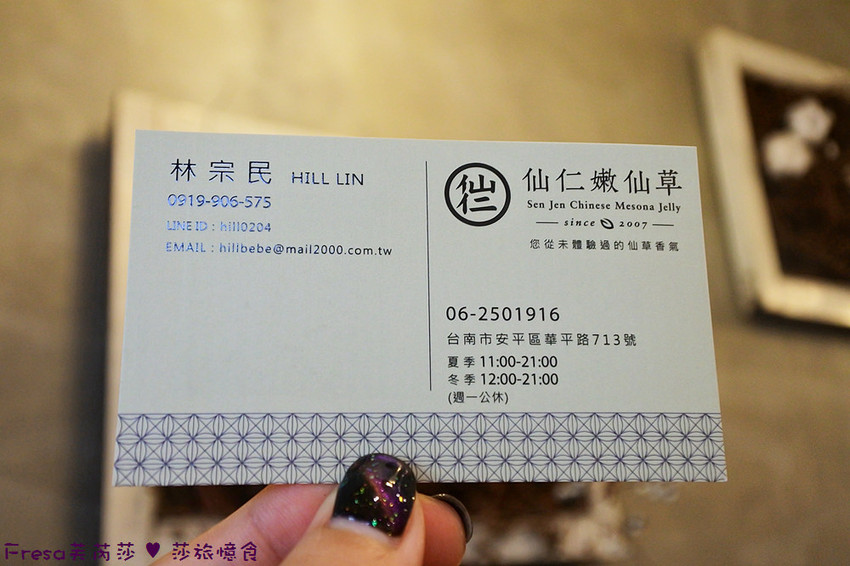 林宗民 HILL LIN
0919-906-575
LINE ID : hill0204
EMAIL : hillbebe@mail2000.com.tw
仙仁
仙仁嫩仙草
Sen Jen Chinese Mesona Jelly
since 2007
您從未體驗過的仙草香氣
06-2501916
台南市安平區華平路713號
夏季 11:00-21:00
冬季 12:00-21:00
(週一公休)
Fresa芙芮莎 ♥ 莎旅憶食